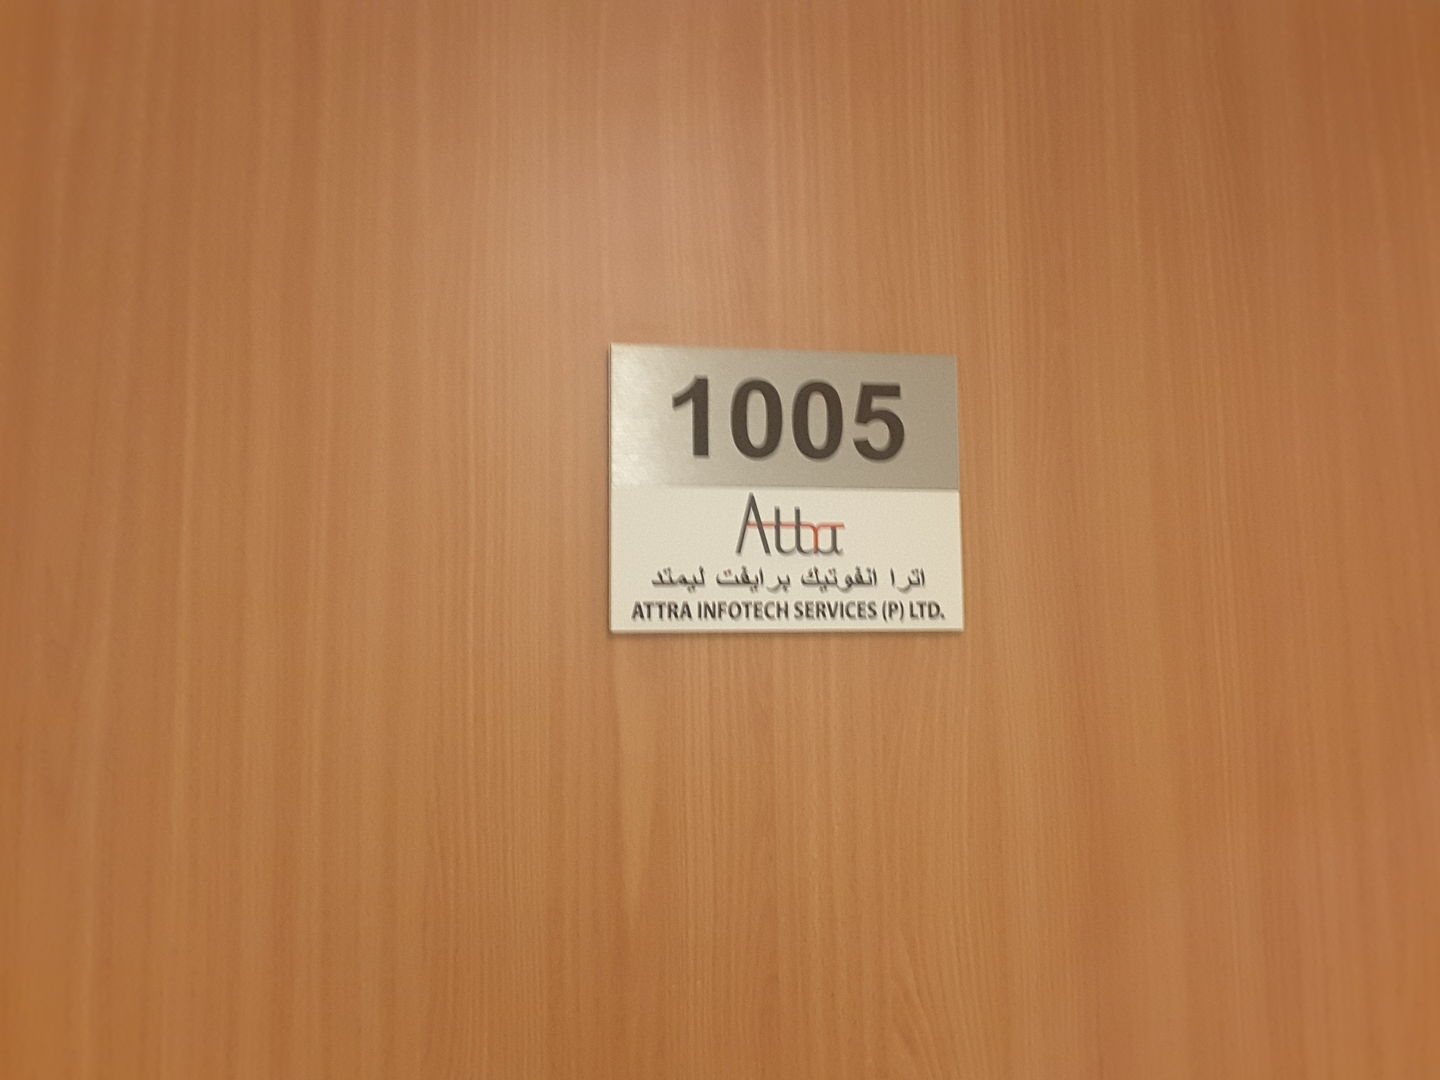 1005
Attra
اترا انفوتيك برايفت ليمتد
ATTRA INFOTECH SERVICES (P) LTD.